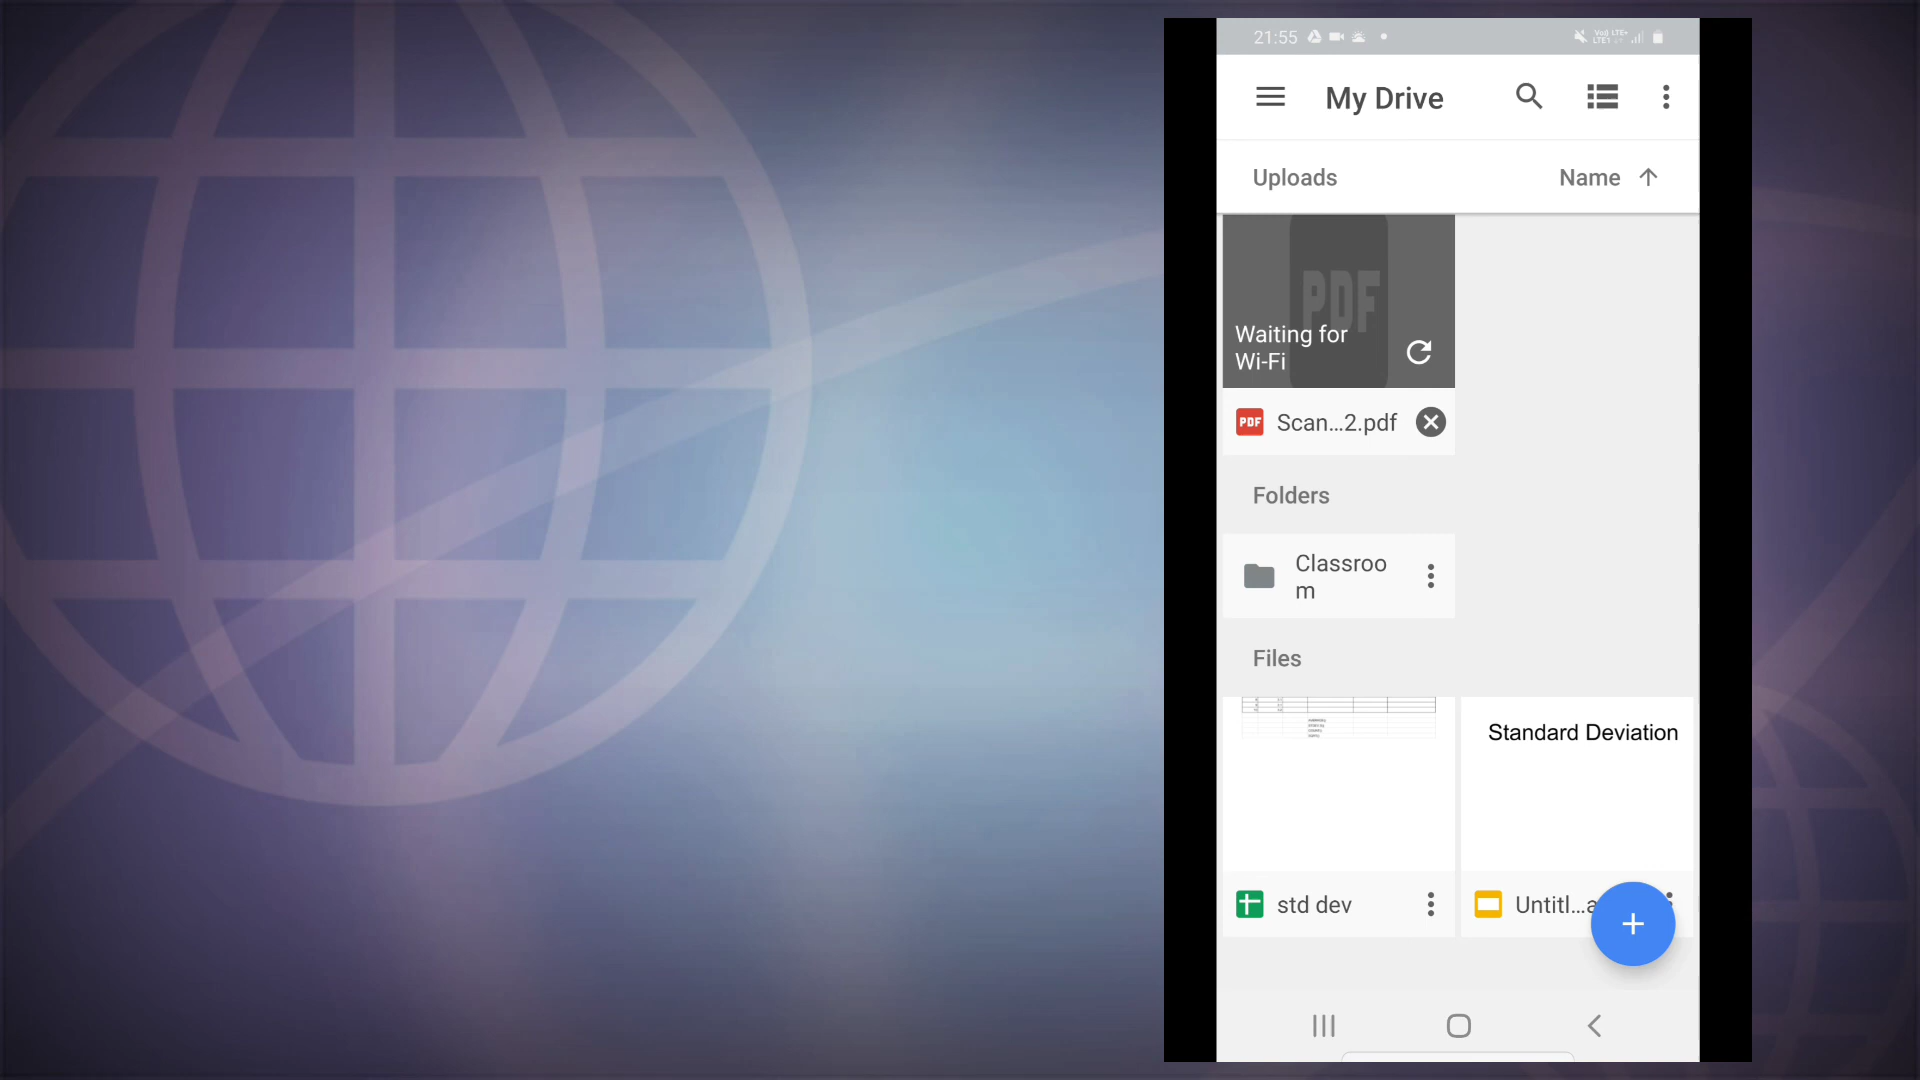 21:55
My Drive
Uploads
Name
PDF
Waiting for
Wi-Fi
PDF
Scan...2.pdf
Folders
Classroo
m
Files
Standard Deviation
std dev
Untitl...a